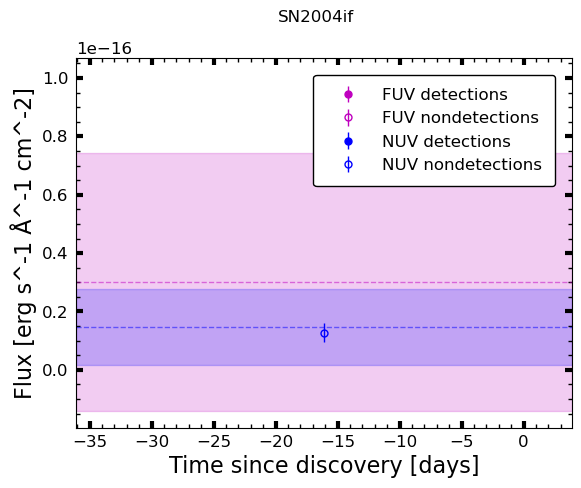 SN2004if
1e−16
1.0
0.8
0.6
0.4
0.2
0.0
Flux [erg s^-1 Å^-1 cm^-2]
FUV detections
FUV nondetections
NUV detections
NUV nondetections
−35 −30 −25 −20 −15 −10 −5 0
Time since discovery [days]